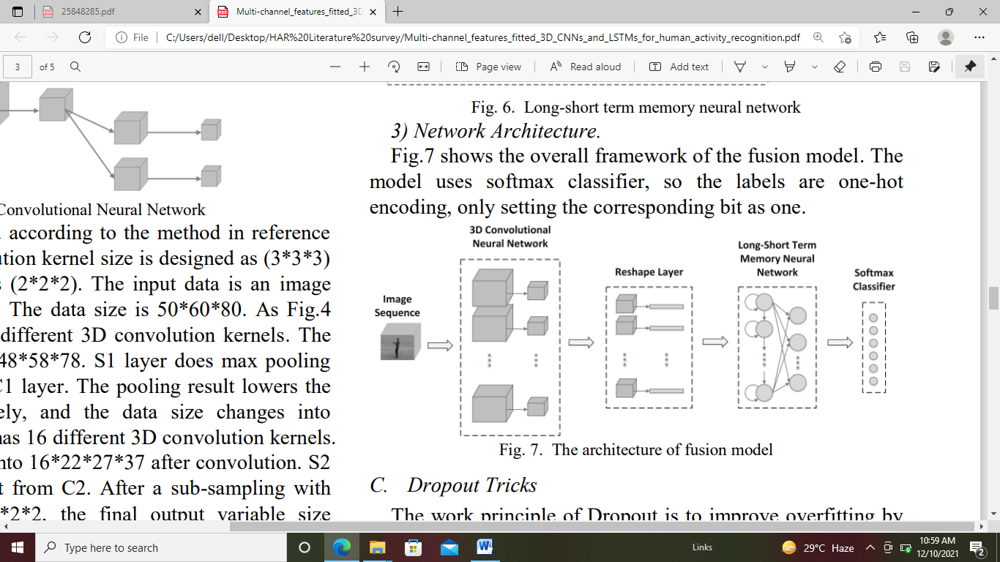 25848285.pdf
Multi-channel_features_fitted_3D
File
C:/Users/dell/Desktop/HAR%20Literature%20survey/Multi-channel_features_fitted_3D_CNNs_and_LSTMs_for_human_activity_recognition.pdf
3 of 5
Page view
Read aloud
Add text
Convolutional Neural Network
according to the method in reference
kernel size is designed as (3*3*3)
(2*2*2). The input data is an image
The data size is 50*60*80. As Fig.4
different 3D convolution kernels. The
48*58*78. S1 layer does max pooling
C1 layer. The pooling result lowers the
and the data size changes into
has 16 different 3D convolution kernels.
16*22*27*37 after convolution. S2
from C2. After a sub-sampling with
*2*2, the final output variable size
Fig. 6. Long-short term memory neural network
3) Network Architecture.
Fig.7 shows the overall framework of the fusion model. The
model uses softmax classifier, so the labels are one-hot
encoding, only setting the corresponding bit as one.
3D Convolutional
Neural Network
Long-Short Term
Memory Neural
Network
Reshape Layer
Softmax
Classifier
Image
Sequence
Fig. 7. The architecture of fusion model
C. Dropout Tricks
The work principle of Dropout is to improve overfitting by
Type here to search
Links
29°C Haze
10:59 AM
12/10/2021
2